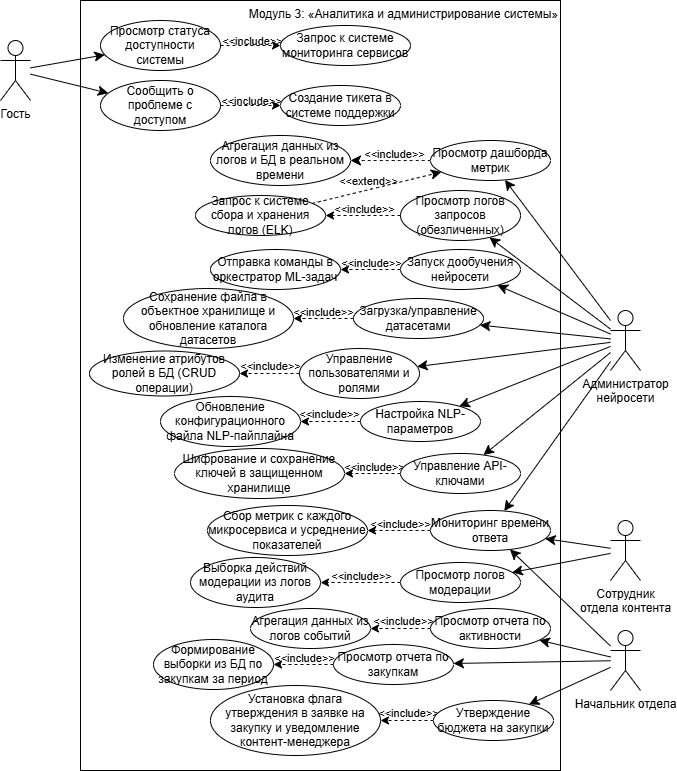 Модуль 3: «Аналитика и администрирование системы»
Просмотр статуса
доступности
системы
<<include>>
Запрос к системе
мониторинга сервисов
Гость
Сообщить о
проблеме с
доступом
<<include>>
Создание тикета в
системе поддержки
Агрегация данных из
логов и БД в реальном
времени
<<include>>
Просмотр дашборда
метрик
<<extend>>
Запрос к системе
сбора и хранения
логов (ELK)
<<include>>
Просмотр логов
запросов
(обезличенных)
Отправка команды в
оркестратор ML-задач
<<include>>
Запуск дообучения
нейросети
Сохранение файла в
объектное хранилище и
обновление каталога
датасетов
<<include>>
Загрузка/управление
датасетами
Администратор
нейросети
Изменение атрибутов
ролей в БД (CRUD
операции)
<<include>>
Управление
пользователями и
ролями
Обновление
конфигурационного
файла NLP-пайплайна
<<include>>
Настройка NLP-
параметров
Шифрование и сохранение
ключей в защищенном
хранилище
<<include>>
Управление API-
ключами
Сбор метрик с каждого
микросервиса и усреднение
показателей
<<include>>
Мониторинг времени
ответа
Выборка действий
модерации из логов
аудита
<<include>>
Просмотр логов
модерации
Сотрудник
отдела контента
Агрегация данных из
логов событий
<<include>>
Просмотр отчета по
активности
Формирование
выборки из БД по
закупкам за период
<<include>>
Просмотр отчета по
закупкам
Начальник отдела
Установка флага
утверждения в заявке на
закупку и уведомление
контент-менеджера
<<include>>
Утверждение
бюджета на закупки